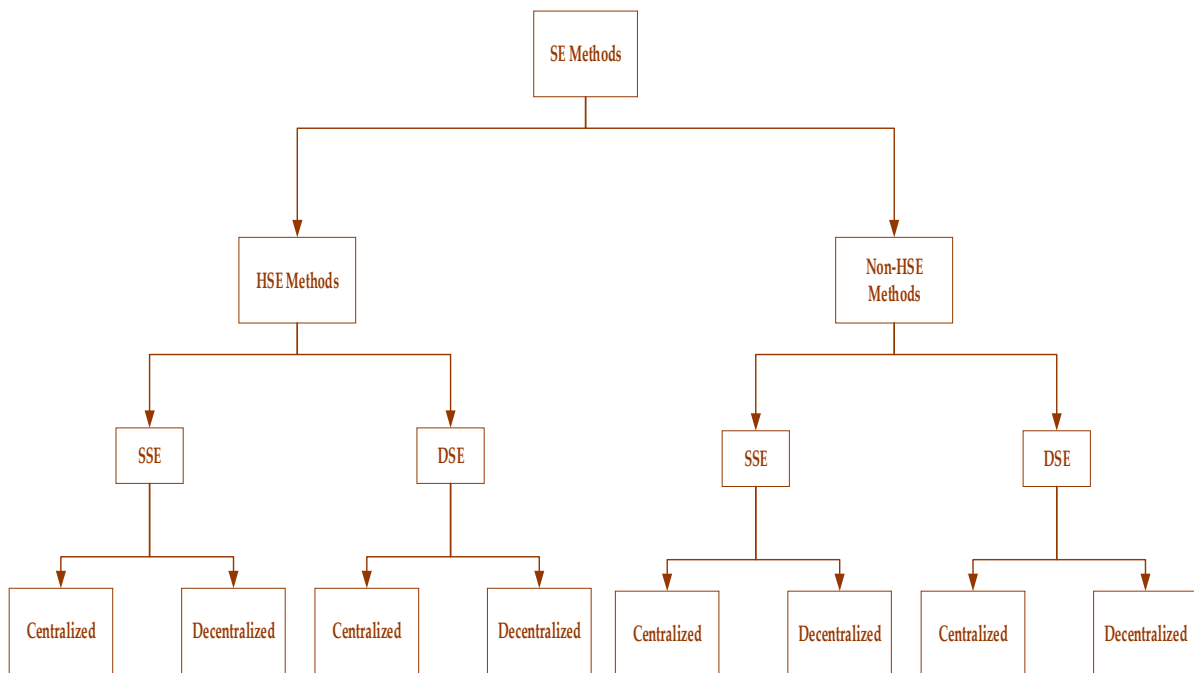 SE Methods
HSE Methods
Non-HSE
Methods
SSE
DSE
SSE
DSE
Centralized
Decentralized
Centralized
Decentralized
Centralized
Decentralized
Centralized
Decentralized